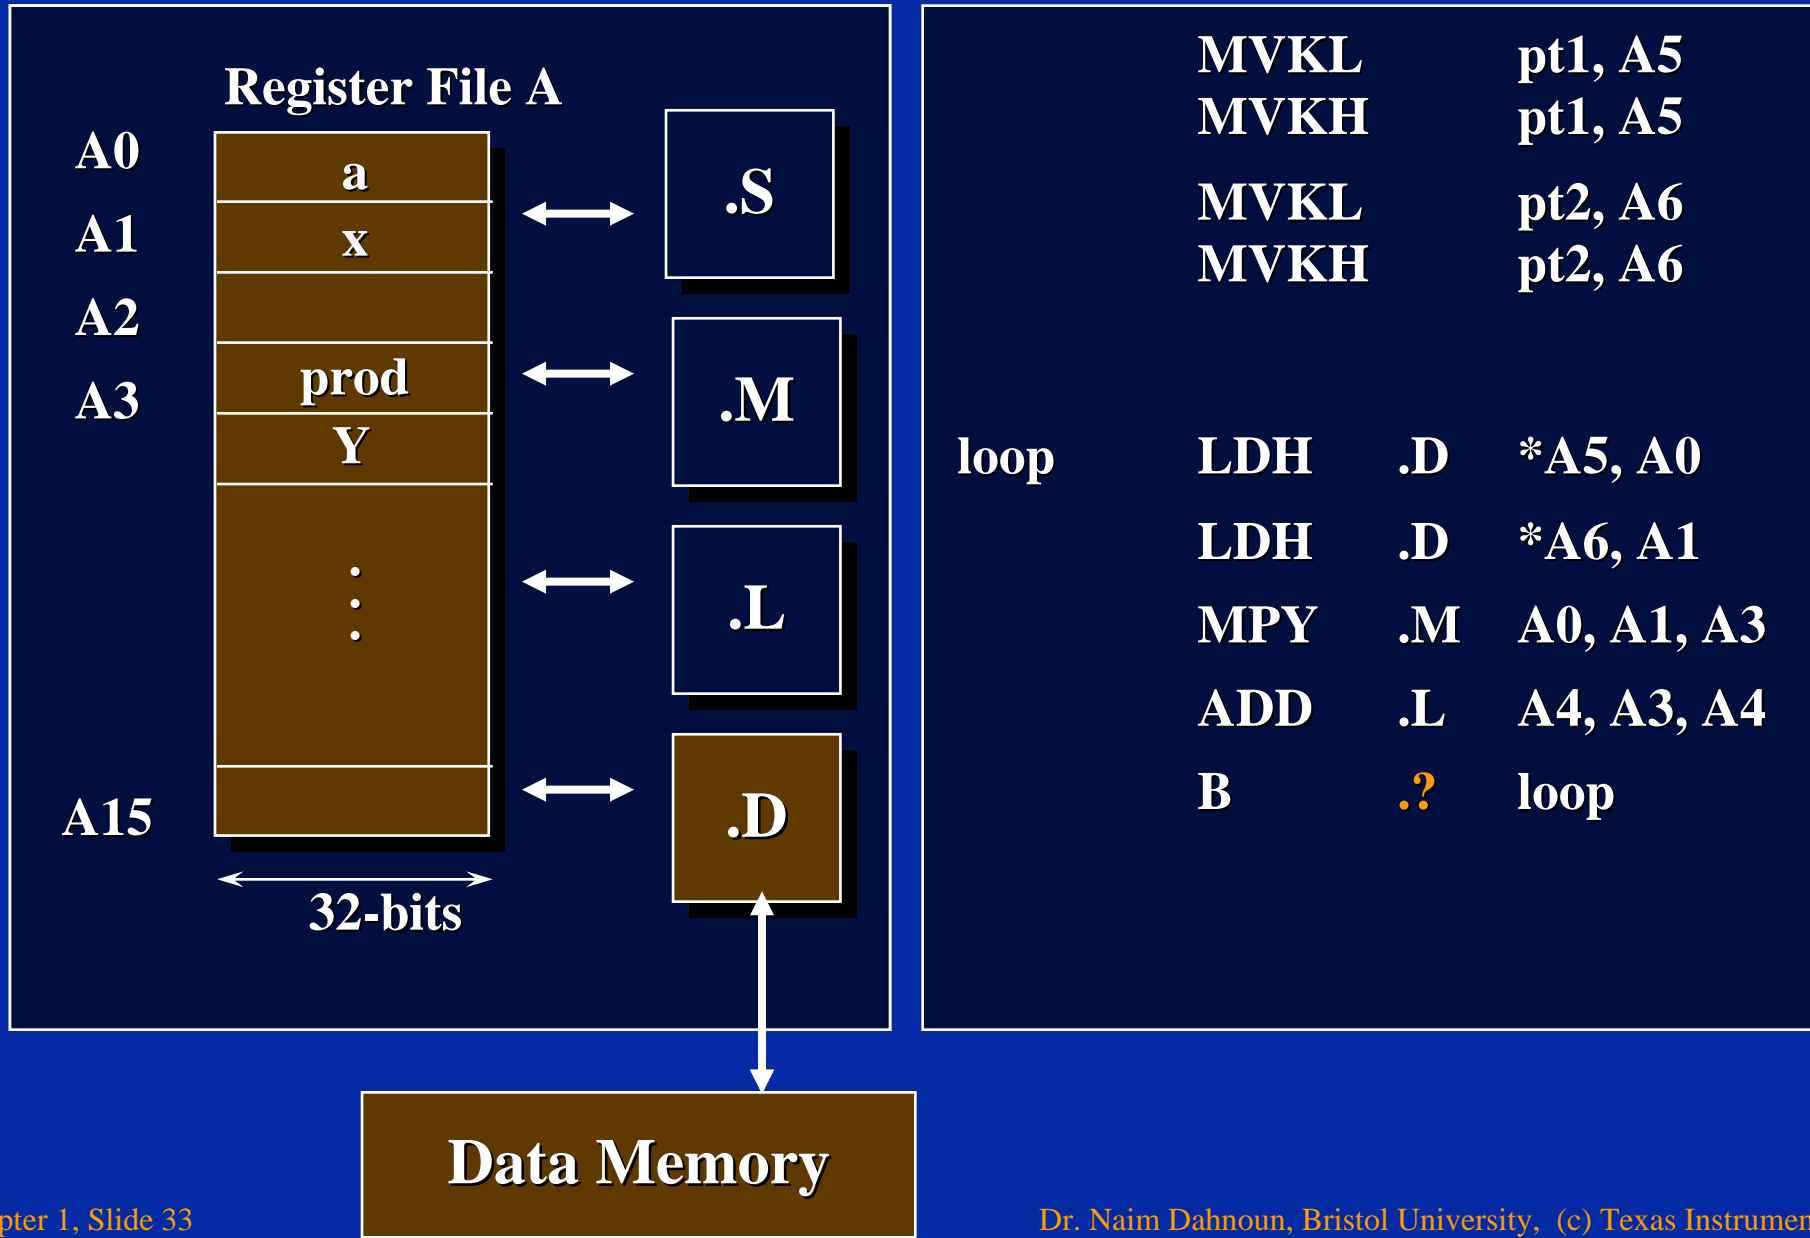 Register File A
A0
a
A1
x
A2
A3
prod
Y
:
.
A15
32-bits
.S
.M
.L
.D
Data Memory
MVKL pt1, A5
MVKH pt1, A5
MVKL pt2, A6
MVKH pt2, A6
loop LDH .D *A5, A0
LDH .D *A6, A1
MPY .M A0, A1, A3
ADD .L A4, A3, A4
B .? loop
pter 1, Slide 33
Dr. Naim Dahnoun, Bristol University, (c) Texas Instrumen